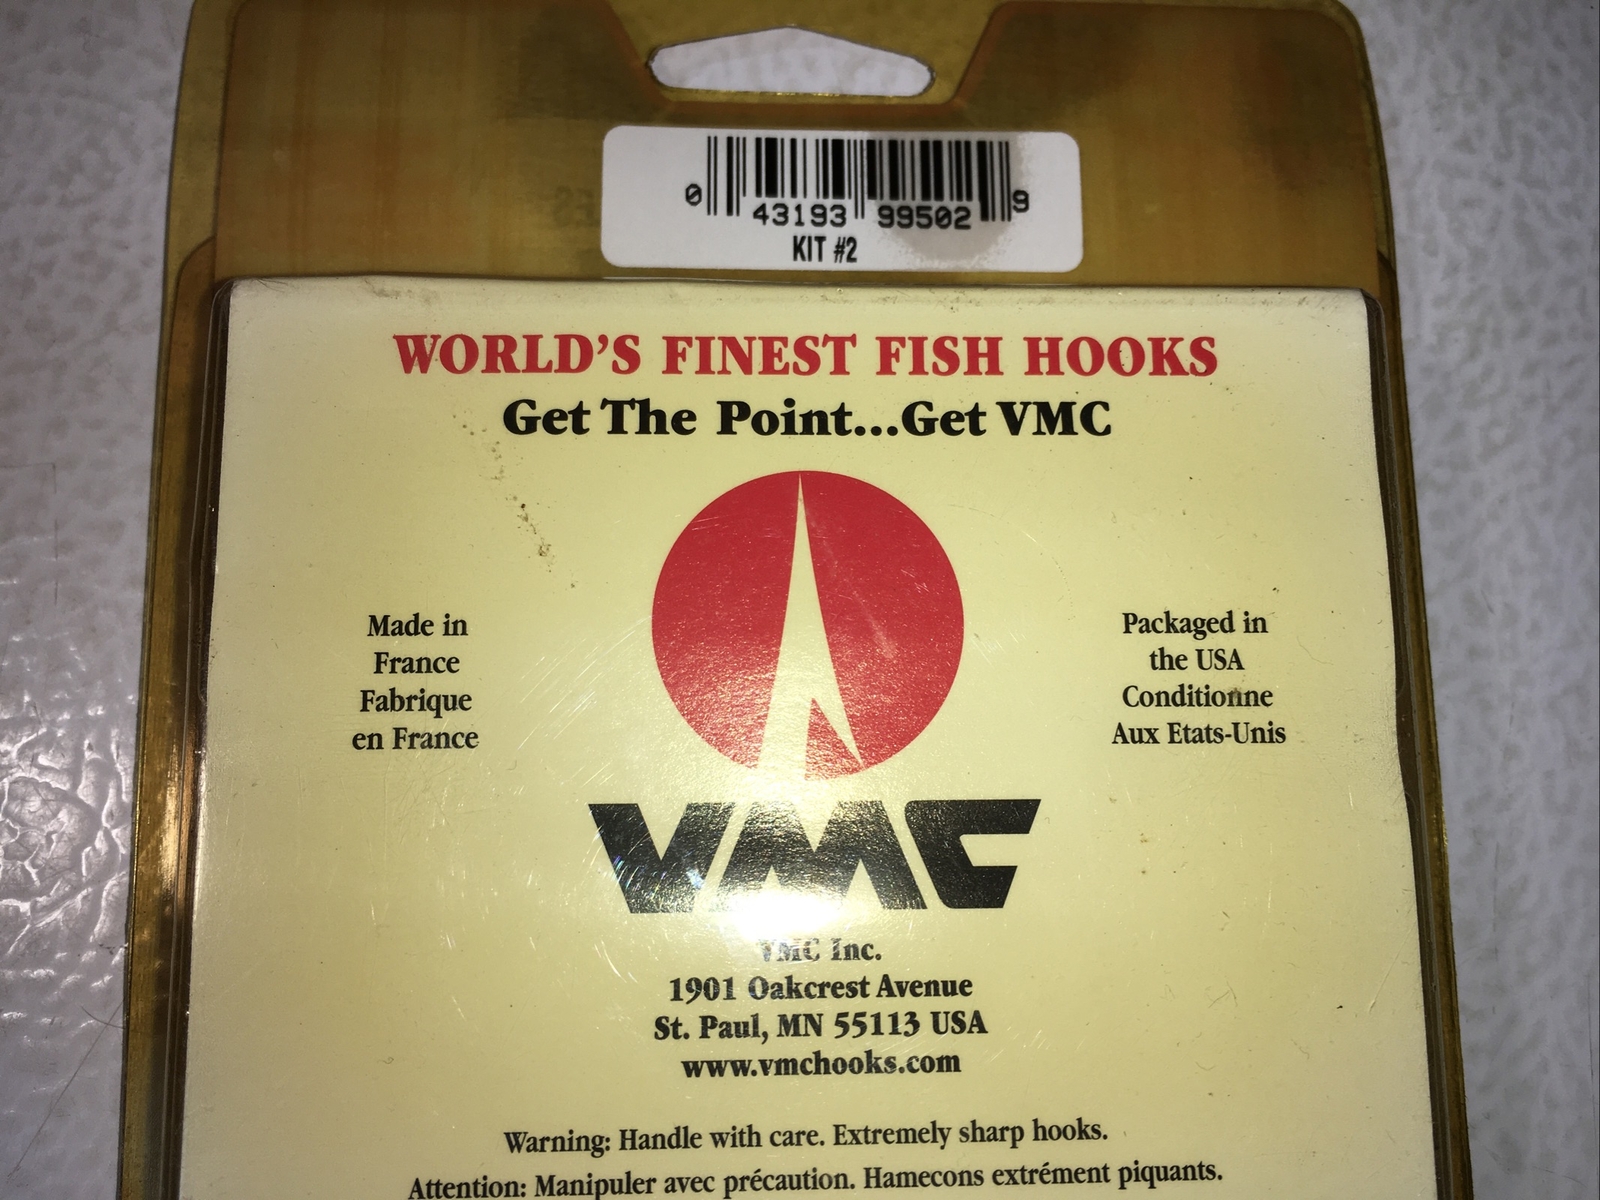 0 43193 99502 9
KIT #2
WORLD'S FINEST FISH HOOKS
Get The Point...Get VMC
Made in
France
Fabrique
en France
Packaged in
the USA
Conditionne
Aux Etats-Unis
VMC
VMC Inc.
1901 Oakcrest Avenue
St. Paul, MN 55113 USA
www.vmchooks.com
Warning: Handle with care. Extremely sharp hooks.
Attention: Manipuler avec précaution. Hamecons extrément piquants.